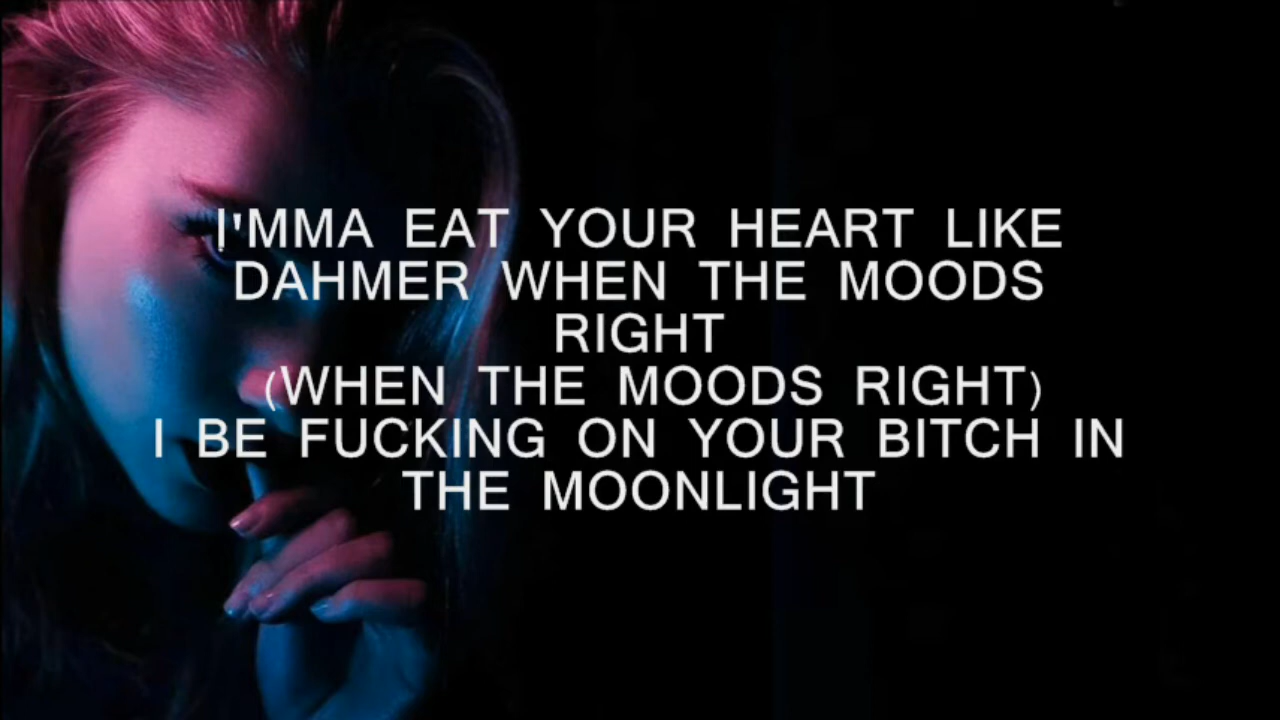 I'MMA EAT YOUR HEART LIKE
DAHMER WHEN THE MOODS
RIGHT
(WHEN THE MOODS RIGHT)
I BE FUCKING ON YOUR BITCH IN
THE MOONLIGHT